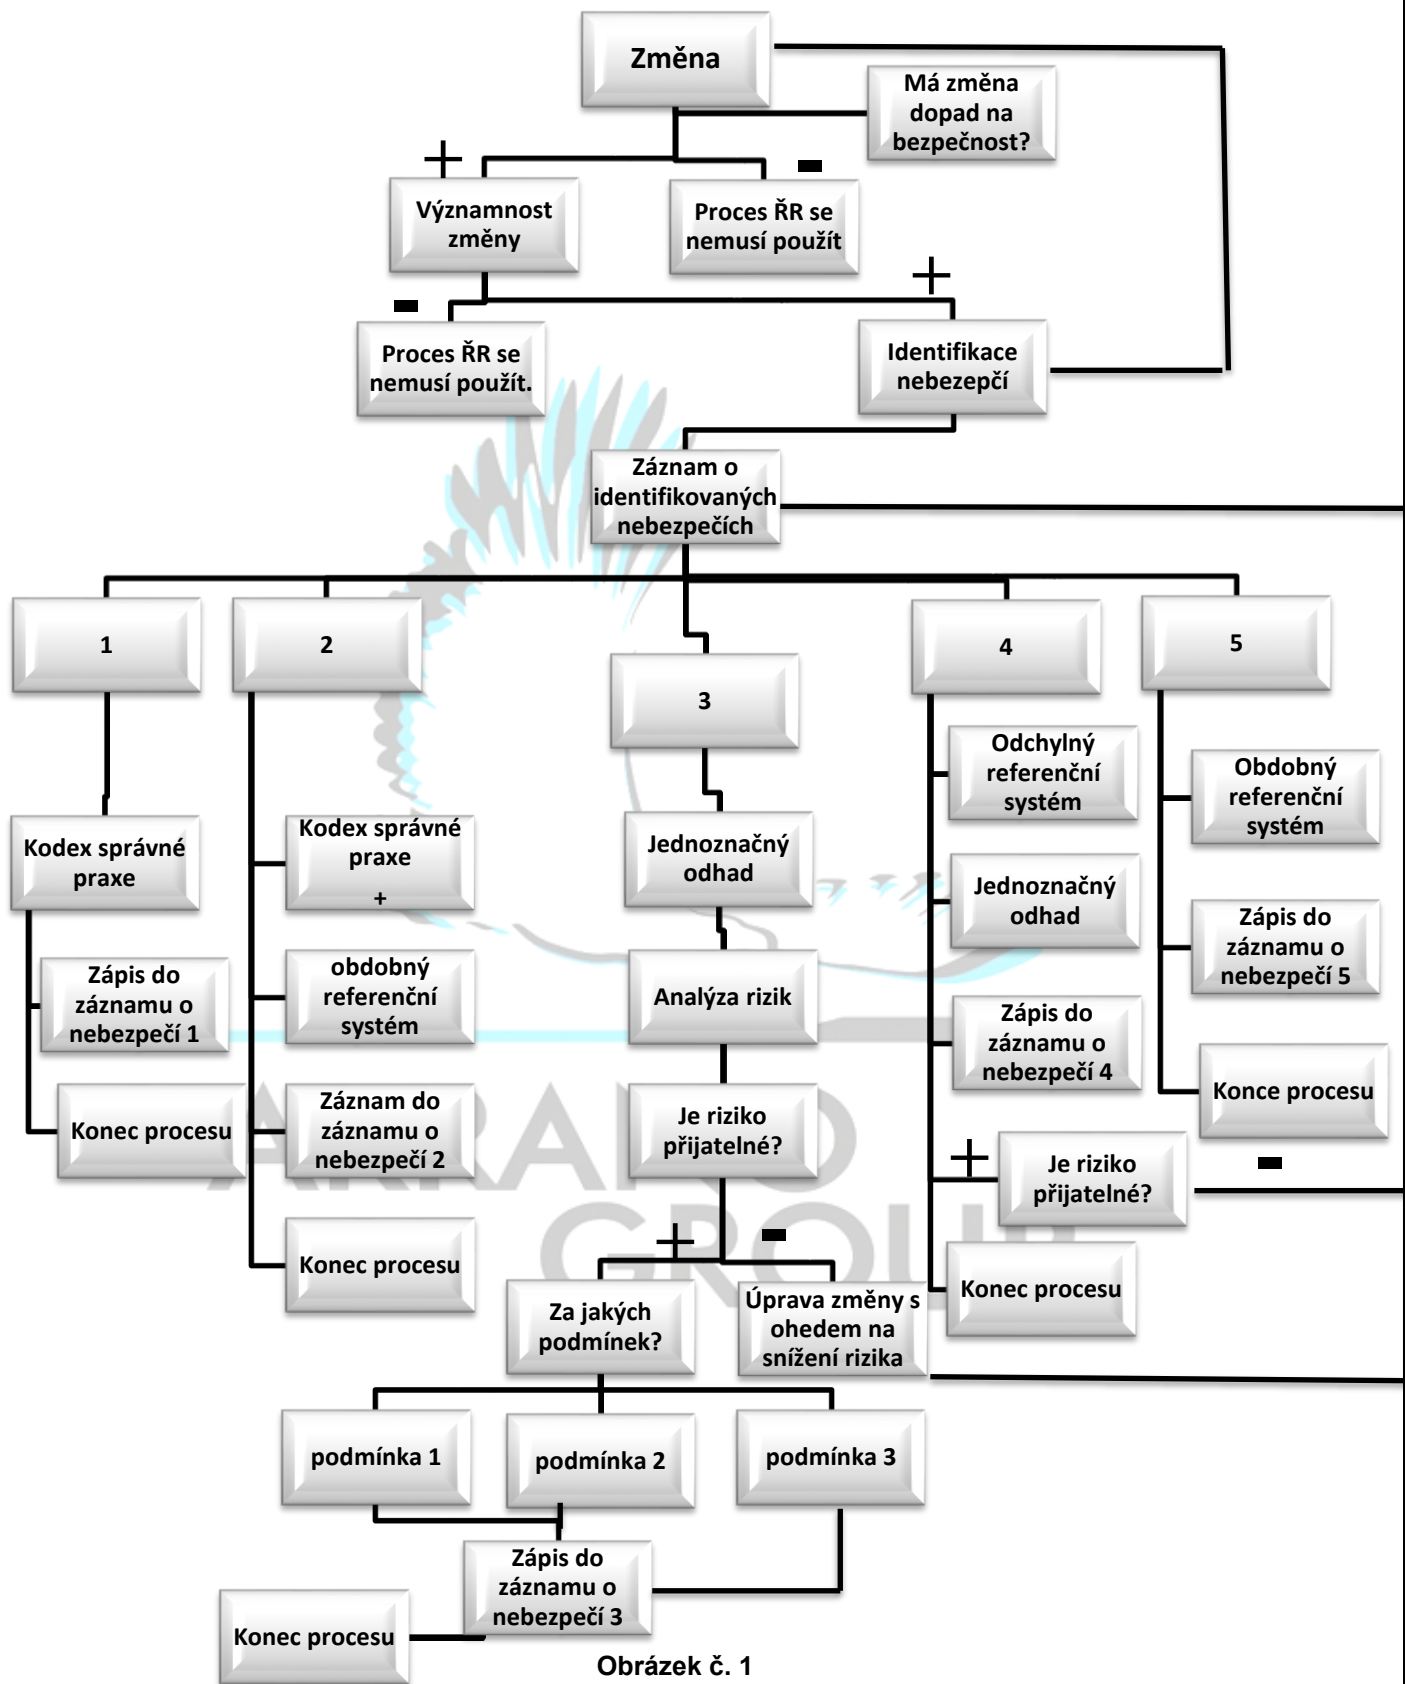 Změna
Má změna
dopad na
bezpečnost?
+
-
Významnost
změny
Proces ŘR se
nemusí použít
-
+
Proces ŘR se
nemusí použít.
Identifikace
nebezepčí
Záznam o
identifikovaných
nebezpečích
1
2
3
4
5
Kodex správné
praxe
Zápis do
záznamu o
nebezpečí 1
Konec procesu
Kodex správné
praxe
+
obdobný
referenční
systém
Záznam do
záznamu o
nebezpečí 2
Konec procesu
Jednoznačný
odhad
Analýza rizik
Je riziko
přijatelné?
+
-
Za jakých
podmínek?
Úprava změny s
ohedem na
snížení rizika
podmínka 1
podmínka 2
podmínka 3
Zápis do
záznamu o
nebezpečí 3
Konec procesu
Odchylný
referenční
systém
Jednoznačný
odhad
Zápis do
záznamu o
nebezpečí 4
+
Je riziko
přijatelné?
-
Konec procesu
Obdobný
referenční
systém
Zápis do
záznamu o
nebezpečí 5
Konce procesu
GROUP
Obrázek č. 1